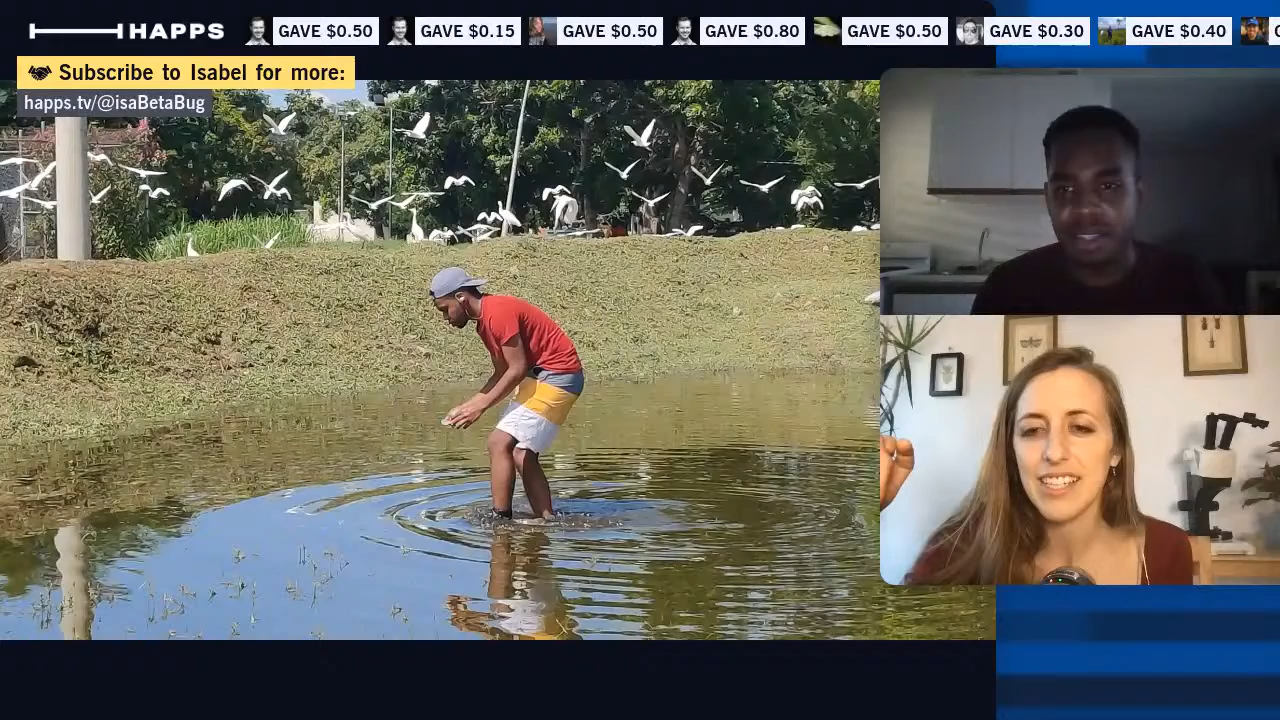 HAPPS
GAVE $0.50
GAVE $0.15
GAVE $0.50
GAVE $0.80
GAVE $0.50
GAVE $0.30
GAVE $0.40
Subscribe to Isabel for more:
happs.tv/@isaBetaBug